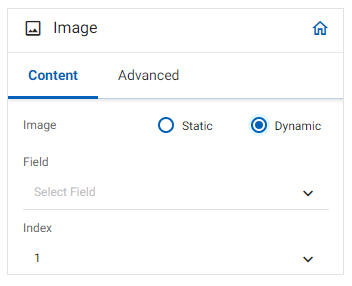 Image
Content Advanced
Image Static Dynamic
Field
Select Field
Index
1